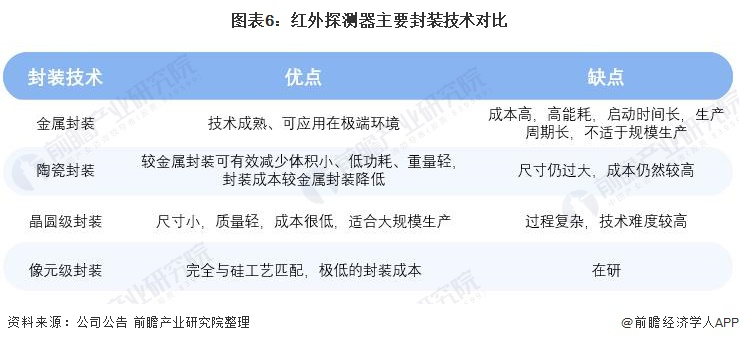 图表6：红外探测器主要封装技术对比
封装技术 优点 缺点
金属封装 技术成熟、可应用在极端环境 成本高，高能耗，启动时间长，生产
周期长，不适于规模生产
陶瓷封装 较金属封装可有效减少体积小、低功耗、重量轻，
封装成本较金属封装降低 尺寸仍过大，成本仍然较高
晶圆级封装 尺寸小，质量轻，成本很低，适合大规模生产 过程复杂，技术难度较高
像元级封装 完全与硅工艺匹配，极低的封装成本 在研
资料来源：公司公告 前瞻产业研究院整理 @前瞻经济学人APP
前瞻产业研究院